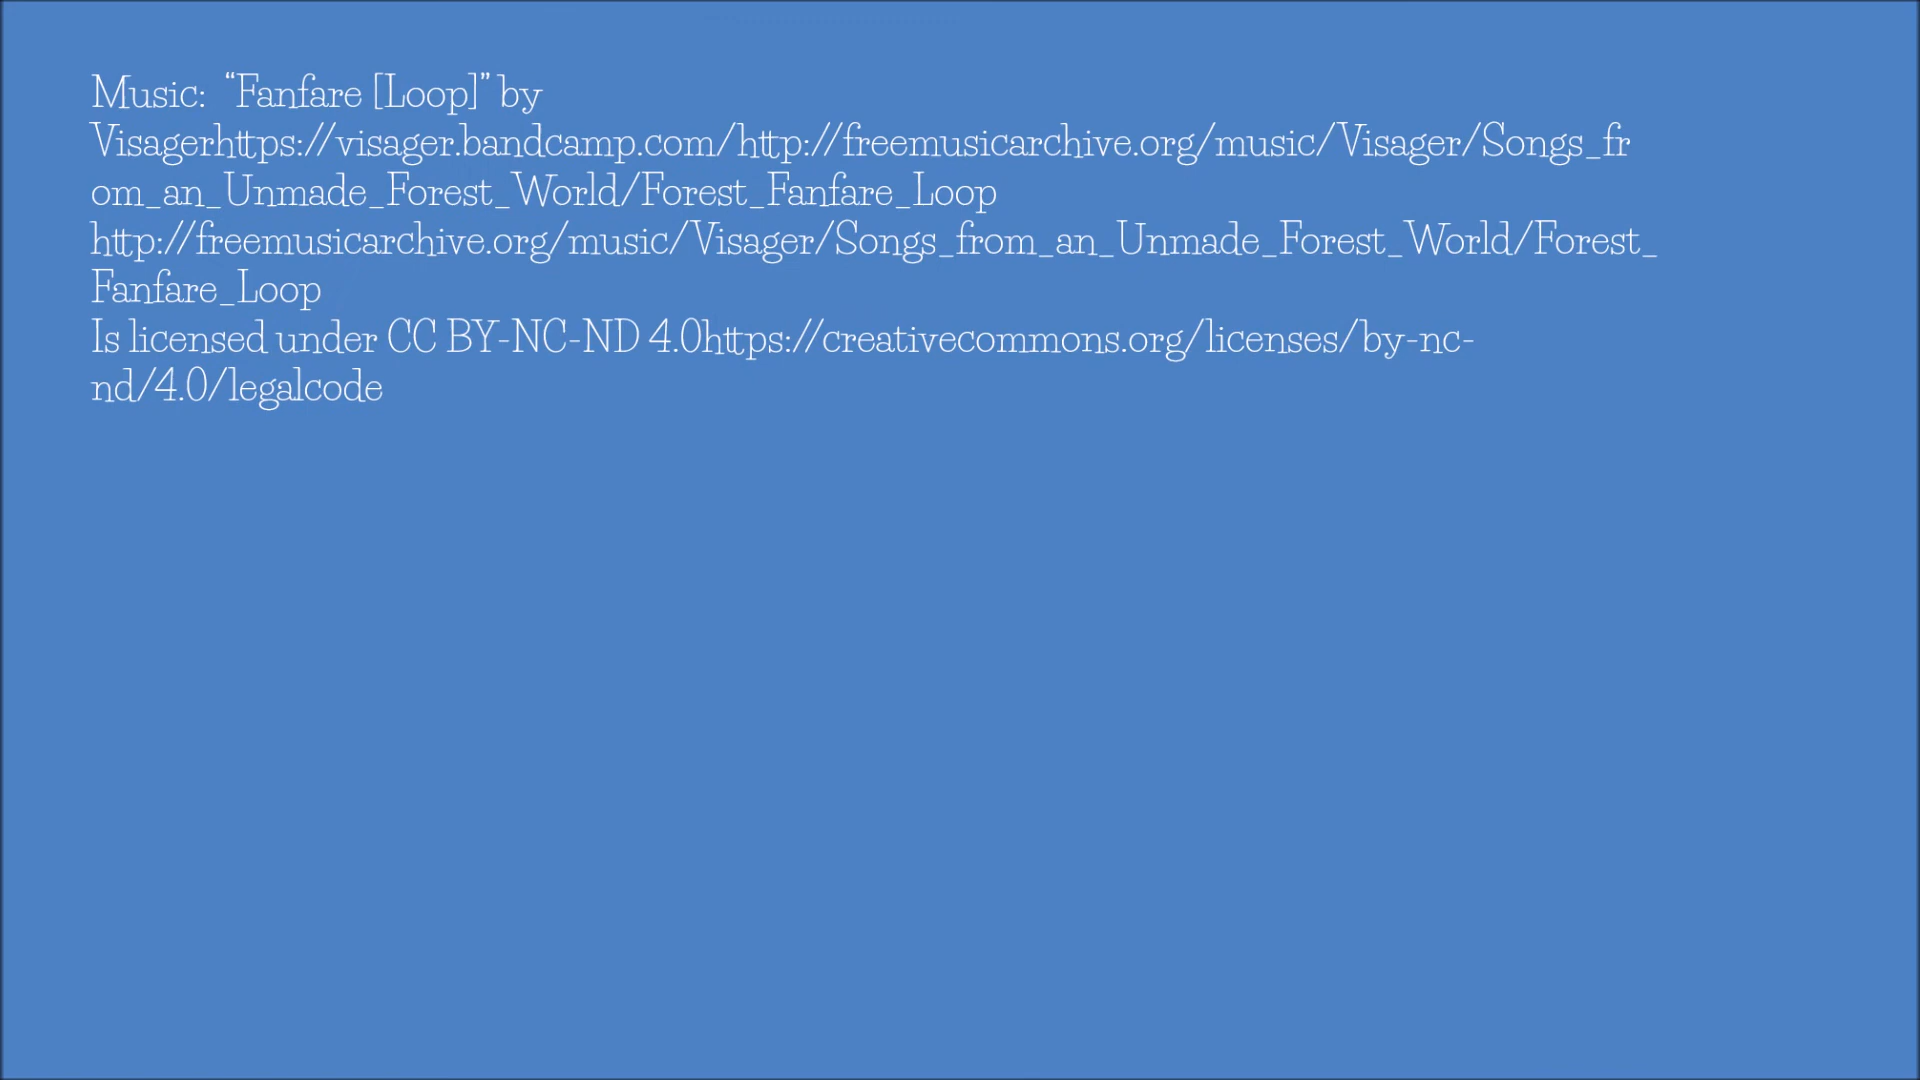 Music:  “Fanfare [Loop]” by
Visagerhttps://visager.bandcamp.com/http://freemusicarchive.org/music/Visager/Songs_fr
om_an_Unmade_Forest_World/Forest_Fanfare_Loop
http://freemusicarchive.org/music/Visager/Songs_from_an_Unmade_Forest_World/Forest_
Fanfare_Loop
Is licensed under CC BY-NC-ND 4.0https://creativecommons.org/licenses/by-nc-
nd/4.0/legalcode